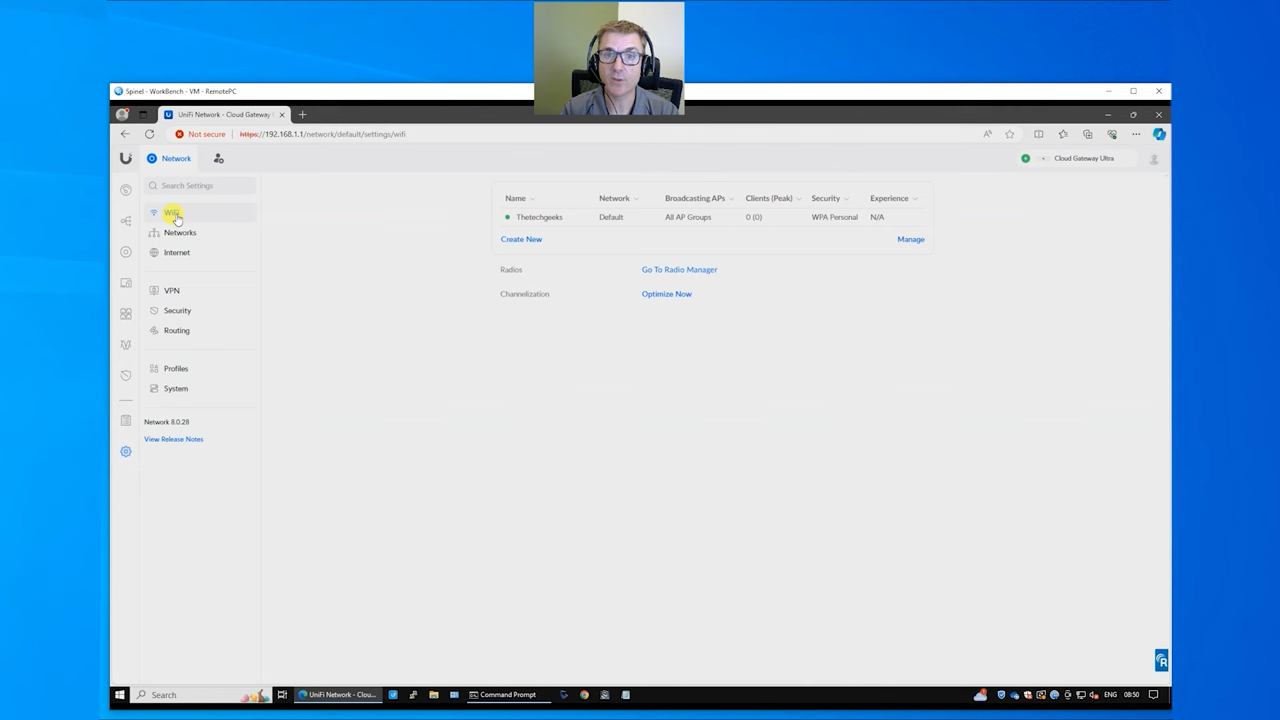 Spinel - WorkBench - VM - RemotePC
UniFi Network - Cloud Gateway
Not secure
https://192.168.1.1/network/default/settings/wifi
Network
Cloud Gateway Ultra
Search Settings
WiFi
Networks
Internet
VPN
Security
Routing
Profiles
System
Network 8.0.28
View Release Notes
Name Network Broadcasting APs Clients (Peak) Security Experience
Thetechgeeks Default All AP Groups 0 (0) WPA Personal N/A
Create New Manage
Radios Go To Radio Manager
Channelization Optimize Now
Search
UniFi Network - Clou...
Command Prompt
ENG 08:50